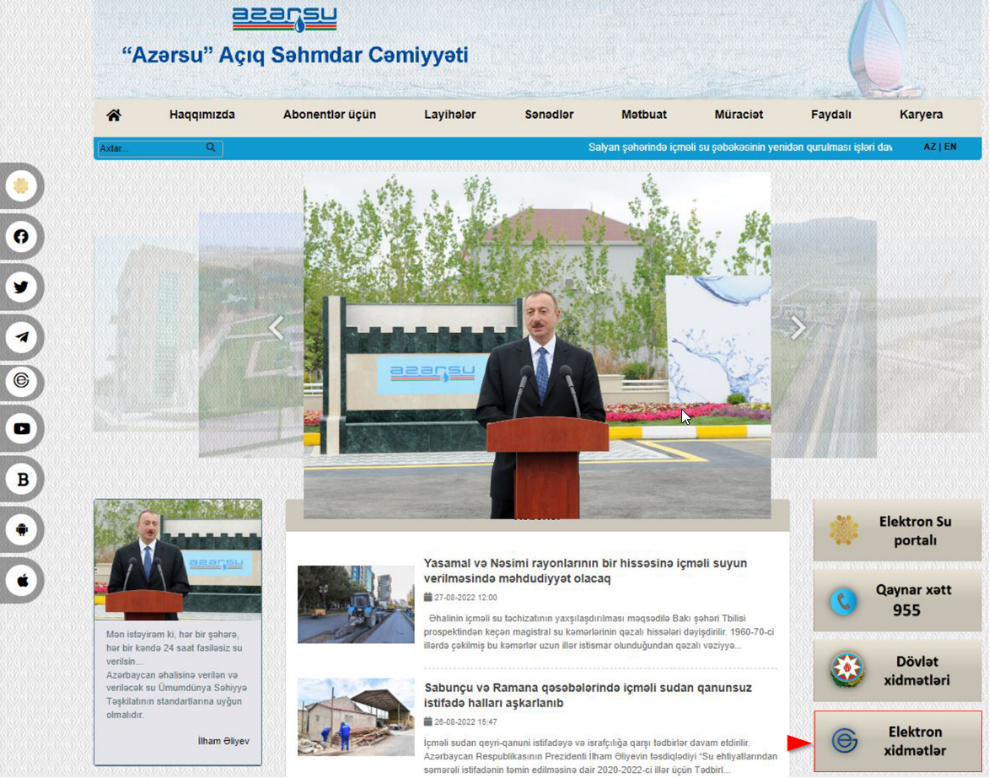 azərsu
“Azərsu” Açıq Səhmdar Cəmiyyəti
Haqqımızda Abonentlər üçün Layihələr Sənədlər Mətbuat Müraciət Faydalı Karyera
Axtar... Salyan şəhərində içməli su şəbəkəsinin yenidən qurulması işləri dav AZ | EN
azərsu
Mən istəyirəm ki, hər bir şəhərə,
hər bir kəndə 24 saat fasiləsiz su
verilsin...
Azərbaycan əhalisinə verilən və
veriləcək su Ümumdünya Səhiyyə
Təşkilatının standartlarına uyğun
olmalıdır.
İlham Əliyev
Yasamal və Nəsimi rayonlarının bir hissəsinə içməli suyun
verilməsində məhdudiyyət olacaq
27-08-2022 12:00
Əhalinin içməli su təchizatının yaxşılaşdırılması məqsədilə Bakı şəhəri Tbilisi
prospektindən keçən magistral su kəmərlərinin qəzalı hissələri dəyişdirilir. 1960-70-ci
illərdə çəkilmiş bu kəmərlər uzun illər istismar olunduğundan qəzalı vəziyyə...
Sabunçu və Ramana qəsəbələrində içməli sudan qanunsuz
istifadə halları aşkarlanıb
26-08-2022 15:47
İçməli sudan qeyri-qanuni istifadəyə və israfçılığa qarşı tədbirlər davam etdirilir.
Azərbaycan Respublikasının Prezidenti İlham Əliyevin təsdiqlədiyi “Su ehtiyatlarından
səmərəli istifadənin təmin edilməsinə dair 2020-2022-ci illər üçün Tədbirl...
Elektron Su
portalı
Qaynar xətt
955
Dövlət
xidmətləri
Elektron
xidmətlər